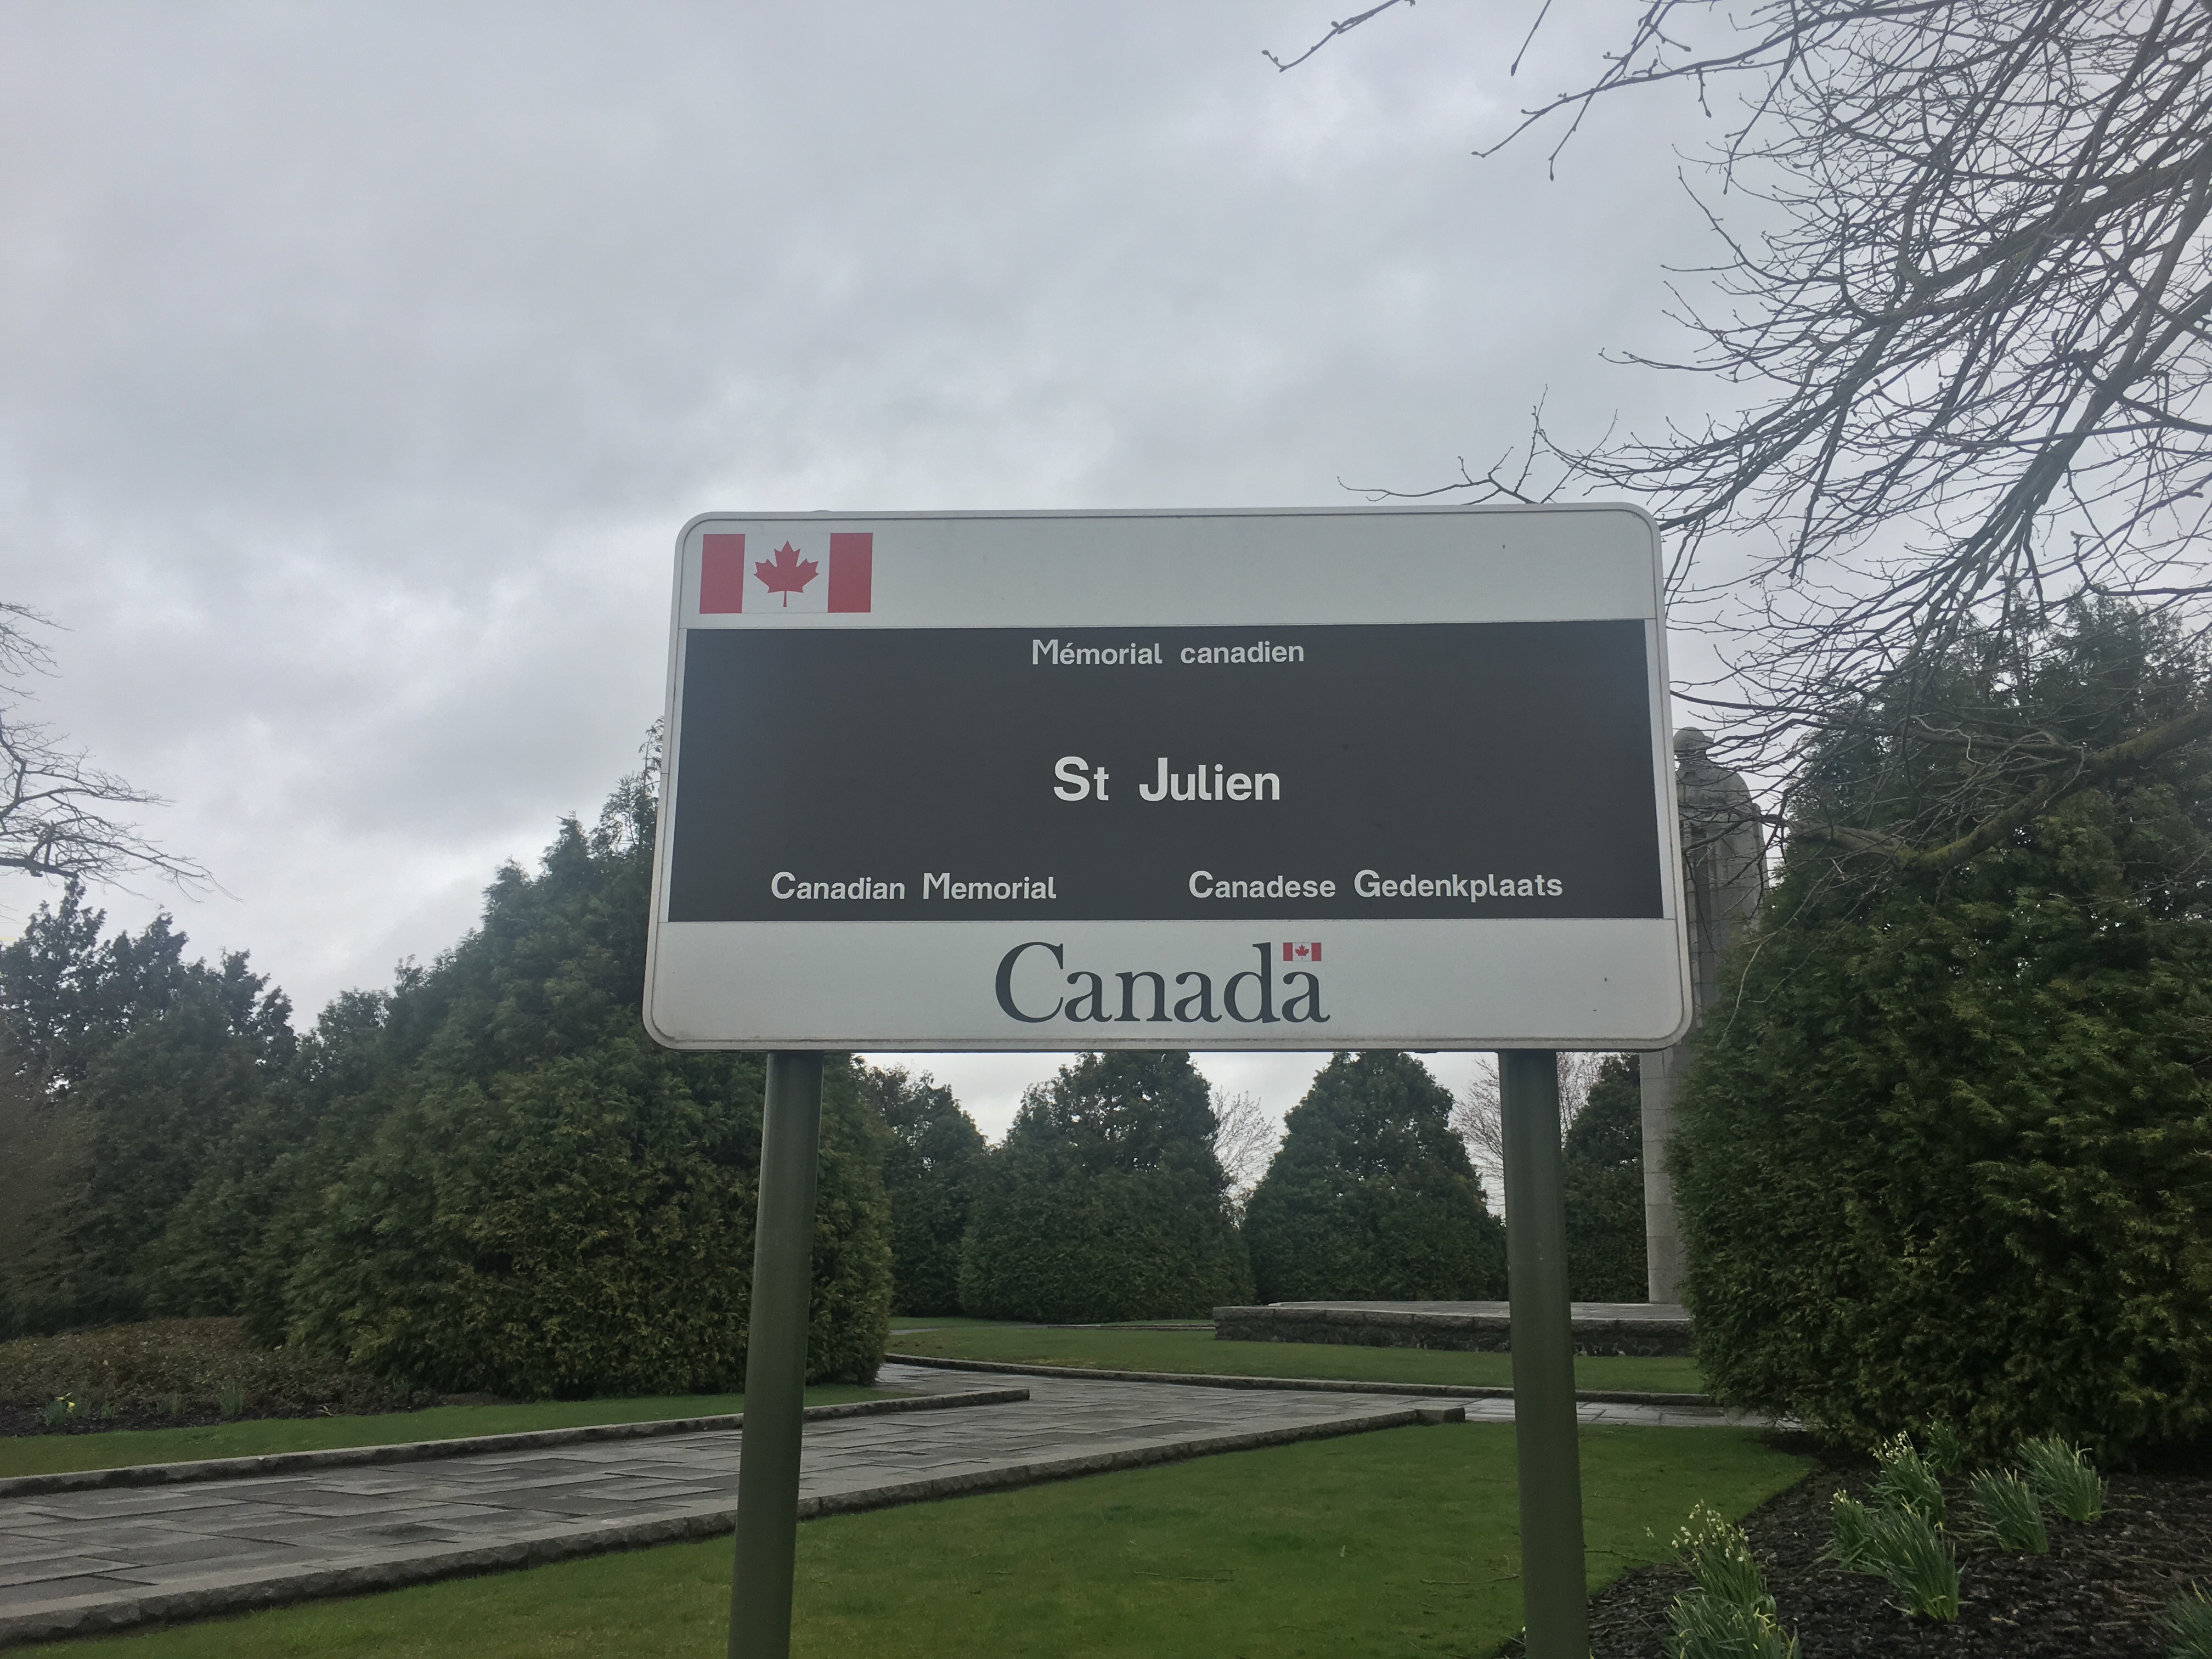 Mémorial canadien
St Julien
Canadian Memorial
Canadese Gedenkplaats
Canada